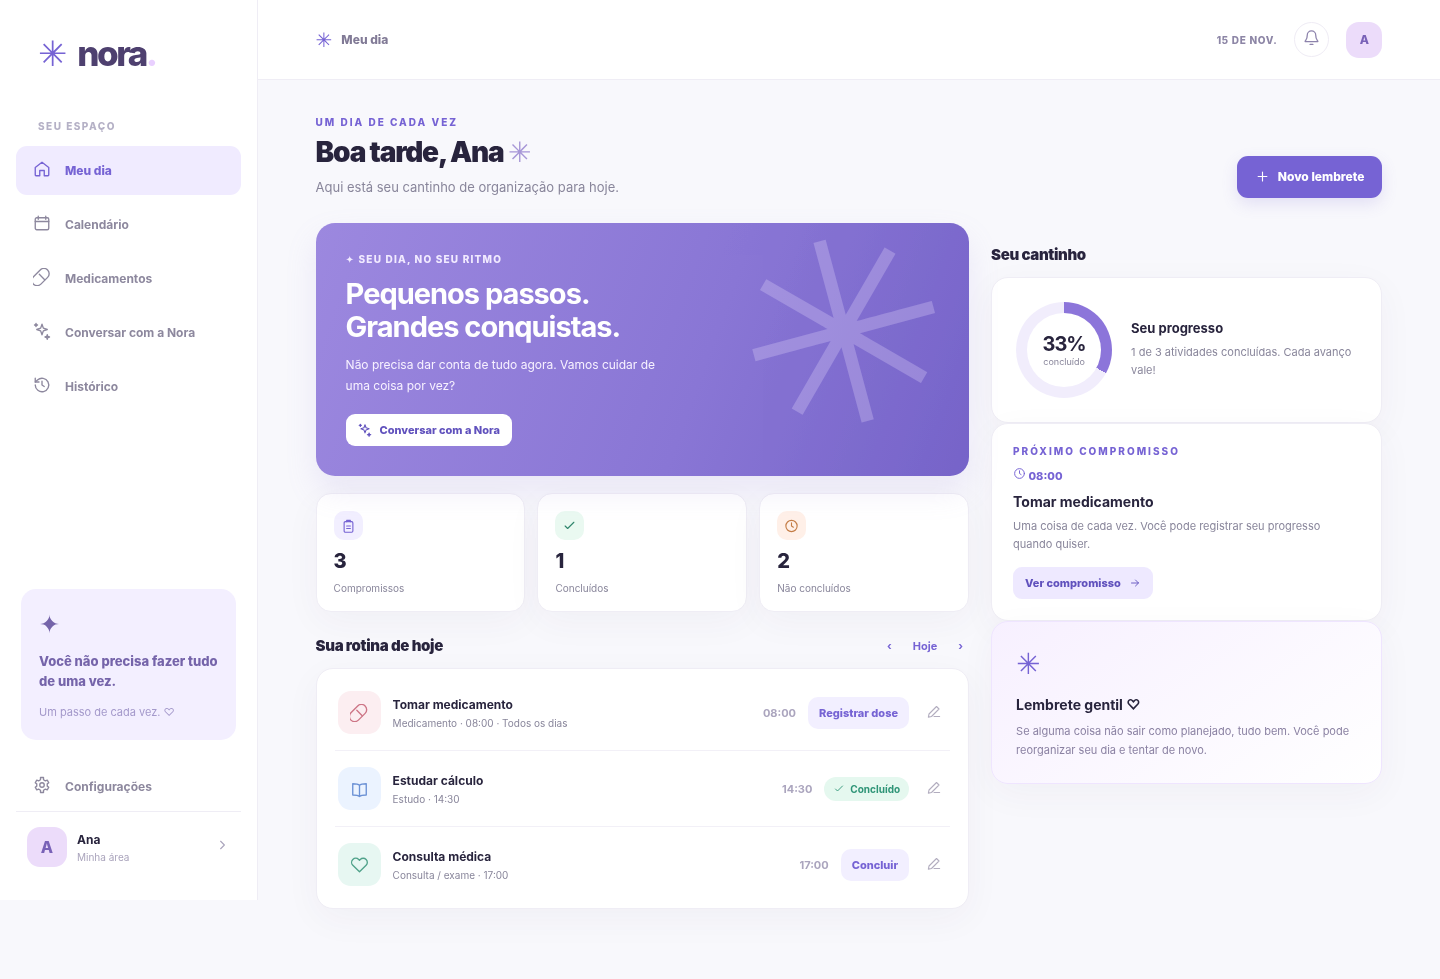 nora.
SEU ESPAÇO
Meu dia
Calendário
Medicamentos
Conversar com a Nora
Histórico
Você não precisa fazer tudo
de uma vez.
Um passo de cada vez. ♡
Configurações
A
Ana
Minha área
Meu dia
15 DE NOV.
A
UM DIA DE CADA VEZ
Boa tarde, Ana
Aqui está seu cantinho de organização para hoje.
+ Novo lembrete
✦ SEU DIA, NO SEU RITMO
Pequenos passos.
Grandes conquistas.
Não precisa dar conta de tudo agora. Vamos cuidar de
uma coisa por vez?
Conversar com a Nora
3
Compromissos
1
Concluídos
2
Não concluídos
Sua rotina de hoje
‹ Hoje ›
Tomar medicamento
Medicamento · 08:00 · Todos os dias
08:00
Registrar dose
Estudar cálculo
Estudo · 14:30
14:30
Concluído
Consulta médica
Consulta / exame · 17:00
17:00
Concluir
Seu cantinho
33%
concluído
Seu progresso
1 de 3 atividades concluídas. Cada avanço
vale!
PRÓXIMO COMPROMISSO
08:00
Tomar medicamento
Uma coisa de cada vez. Você pode registrar seu progresso
quando quiser.
Ver compromisso →
Lembrete gentil ♡
Se alguma coisa não sair como planejado, tudo bem. Você pode
reorganizar seu dia e tentar de novo.